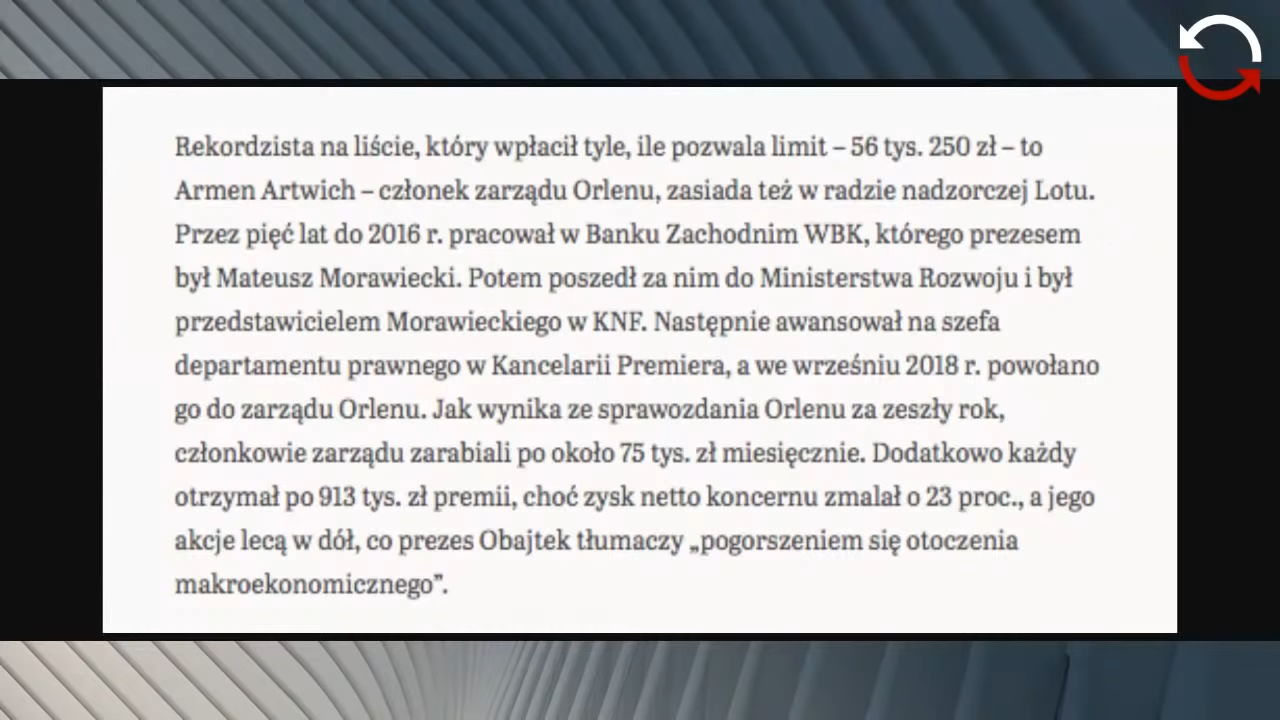 Rekordzista na liście, który wpłacił tyle, ile pozwala limit – 56 tys. 250 zł – to
Armen Artwich – członek zarządu Orlenu, zasiada też w radzie nadzorczej Lotu.
Przez pięć lat do 2016 r. pracował w Banku Zachodnim WBK, którego prezesem
był Mateusz Morawiecki. Potem poszedł za nim do Ministerstwa Rozwoju i był
przedstawicielem Morawieckiego w KNF. Następnie awansował na szefa
departamentu prawnego w Kancelarii Premiera, a we wrześniu 2018 r. powołano
go do zarządu Orlenu. Jak wynika ze sprawozdania Orlenu za zeszły rok,
członkowie zarządu zarabiali po około 75 tys. zł miesięcznie. Dodatkowo każdy
otrzymał po 913 tys. zł premii, choć zysk netto koncernu zmalał o 23 proc., a jego
akcje lecą w dół, co prezes Obajtek tłumaczy „pogorszeniem się otoczenia
makroekonomicznego”.